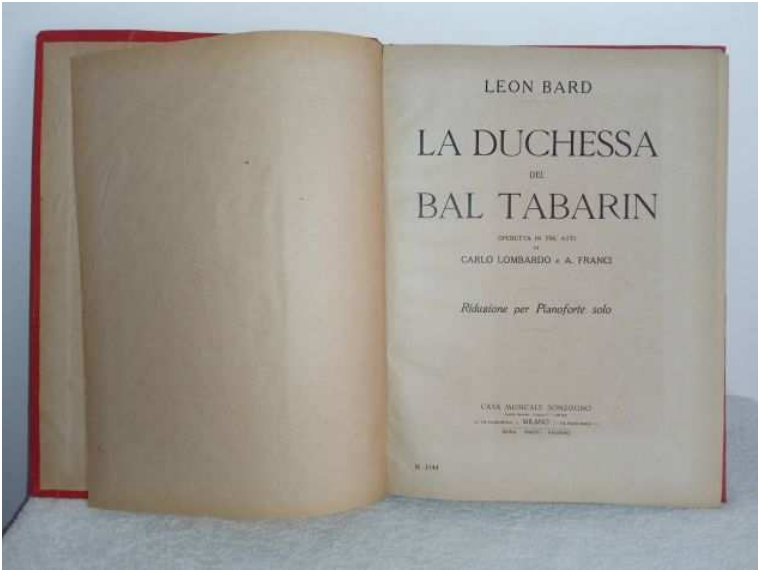 LEON BARD
LA DUCHESSA
DEL
BAL TABARIN
OPERETTA IN TRE ATTI
DI
CARLO LOMBARDO e A. FRANCI
Riduzione per Pianoforte solo
CASA MUSICALE SONZOGNO
MILANO